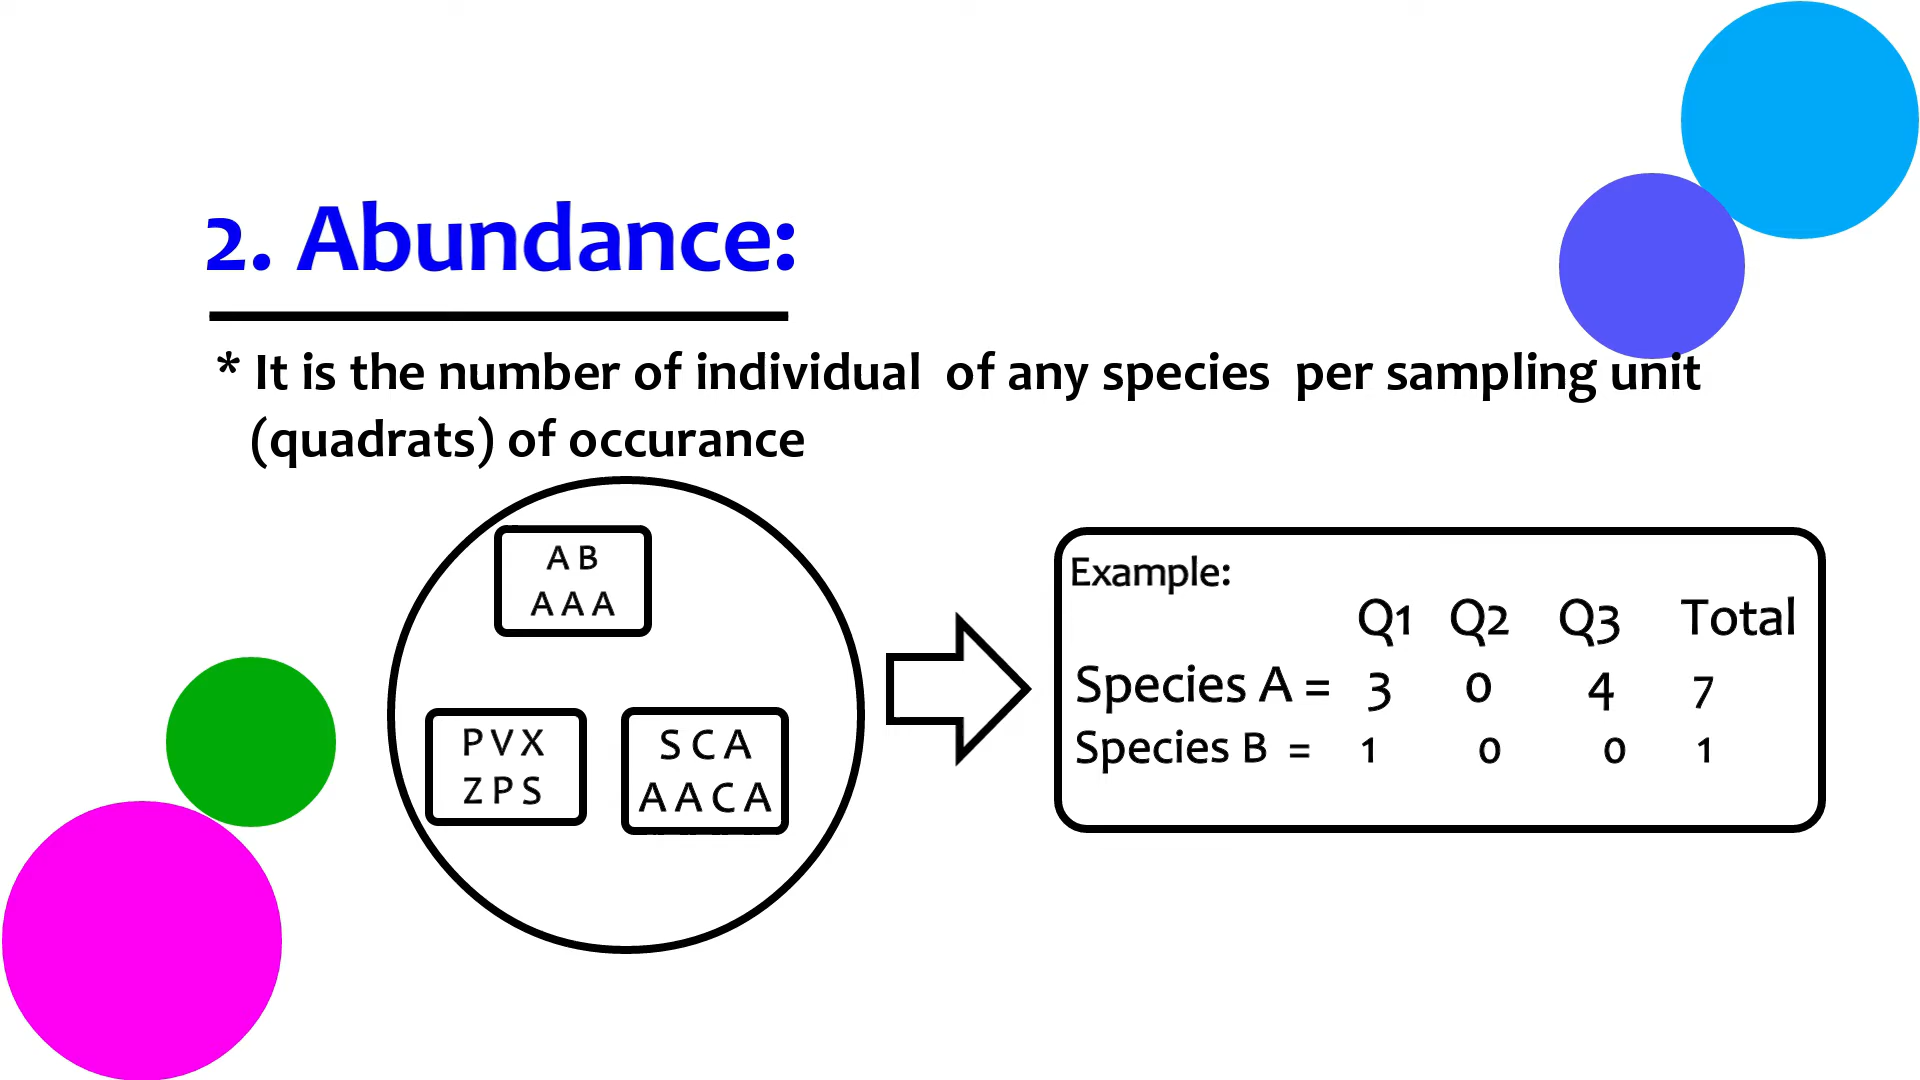 2. Abundance:
* It is the number of individual of any species per sampling unit
(quadrats) of occurance
A B
A A A
P V X
Z P S
S C A
A A C A
Example:
Q1 Q2 Q3 Total
Species A = 3 0 4 7
Species B = 1 0 0 1